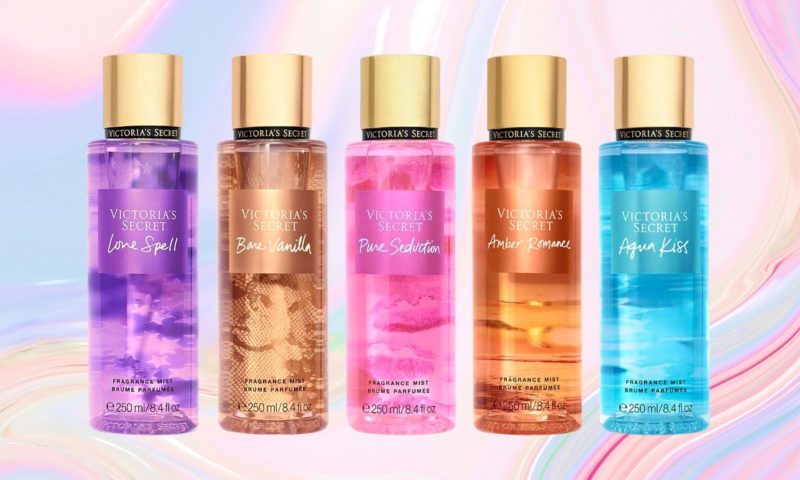 VICTORIA'S SECRET
VICTORIA'S
SECRET
Love Spell
FRAGRANCE MIST
BRUME PARFUMÉE
℮ 250 ml/8.4 fl oz
VICTORIA'S SECRET
VICTORIA'S
SECRET
Bare Vanilla
FRAGRANCE MIST
BRUME PARFUMÉE
℮ 250 ml/8.4 fl oz
VICTORIA'S SECRET
VICTORIA'S
SECRET
Pure Seduction
FRAGRANCE MIST
BRUME PARFUMÉE
℮ 250 ml/8.4 fl oz
VICTORIA'S SECRET
VICTORIA'S
SECRET
Amber Romance
FRAGRANCE MIST
BRUME PARFUMÉE
℮ 250 ml/8.4 fl oz
VICTORIA'S SECRET
VICTORIA'S
SECRET
Aqua Kiss
FRAGRANCE MIST
BRUME PARFUMÉE
℮ 250 ml/8.4 fl oz